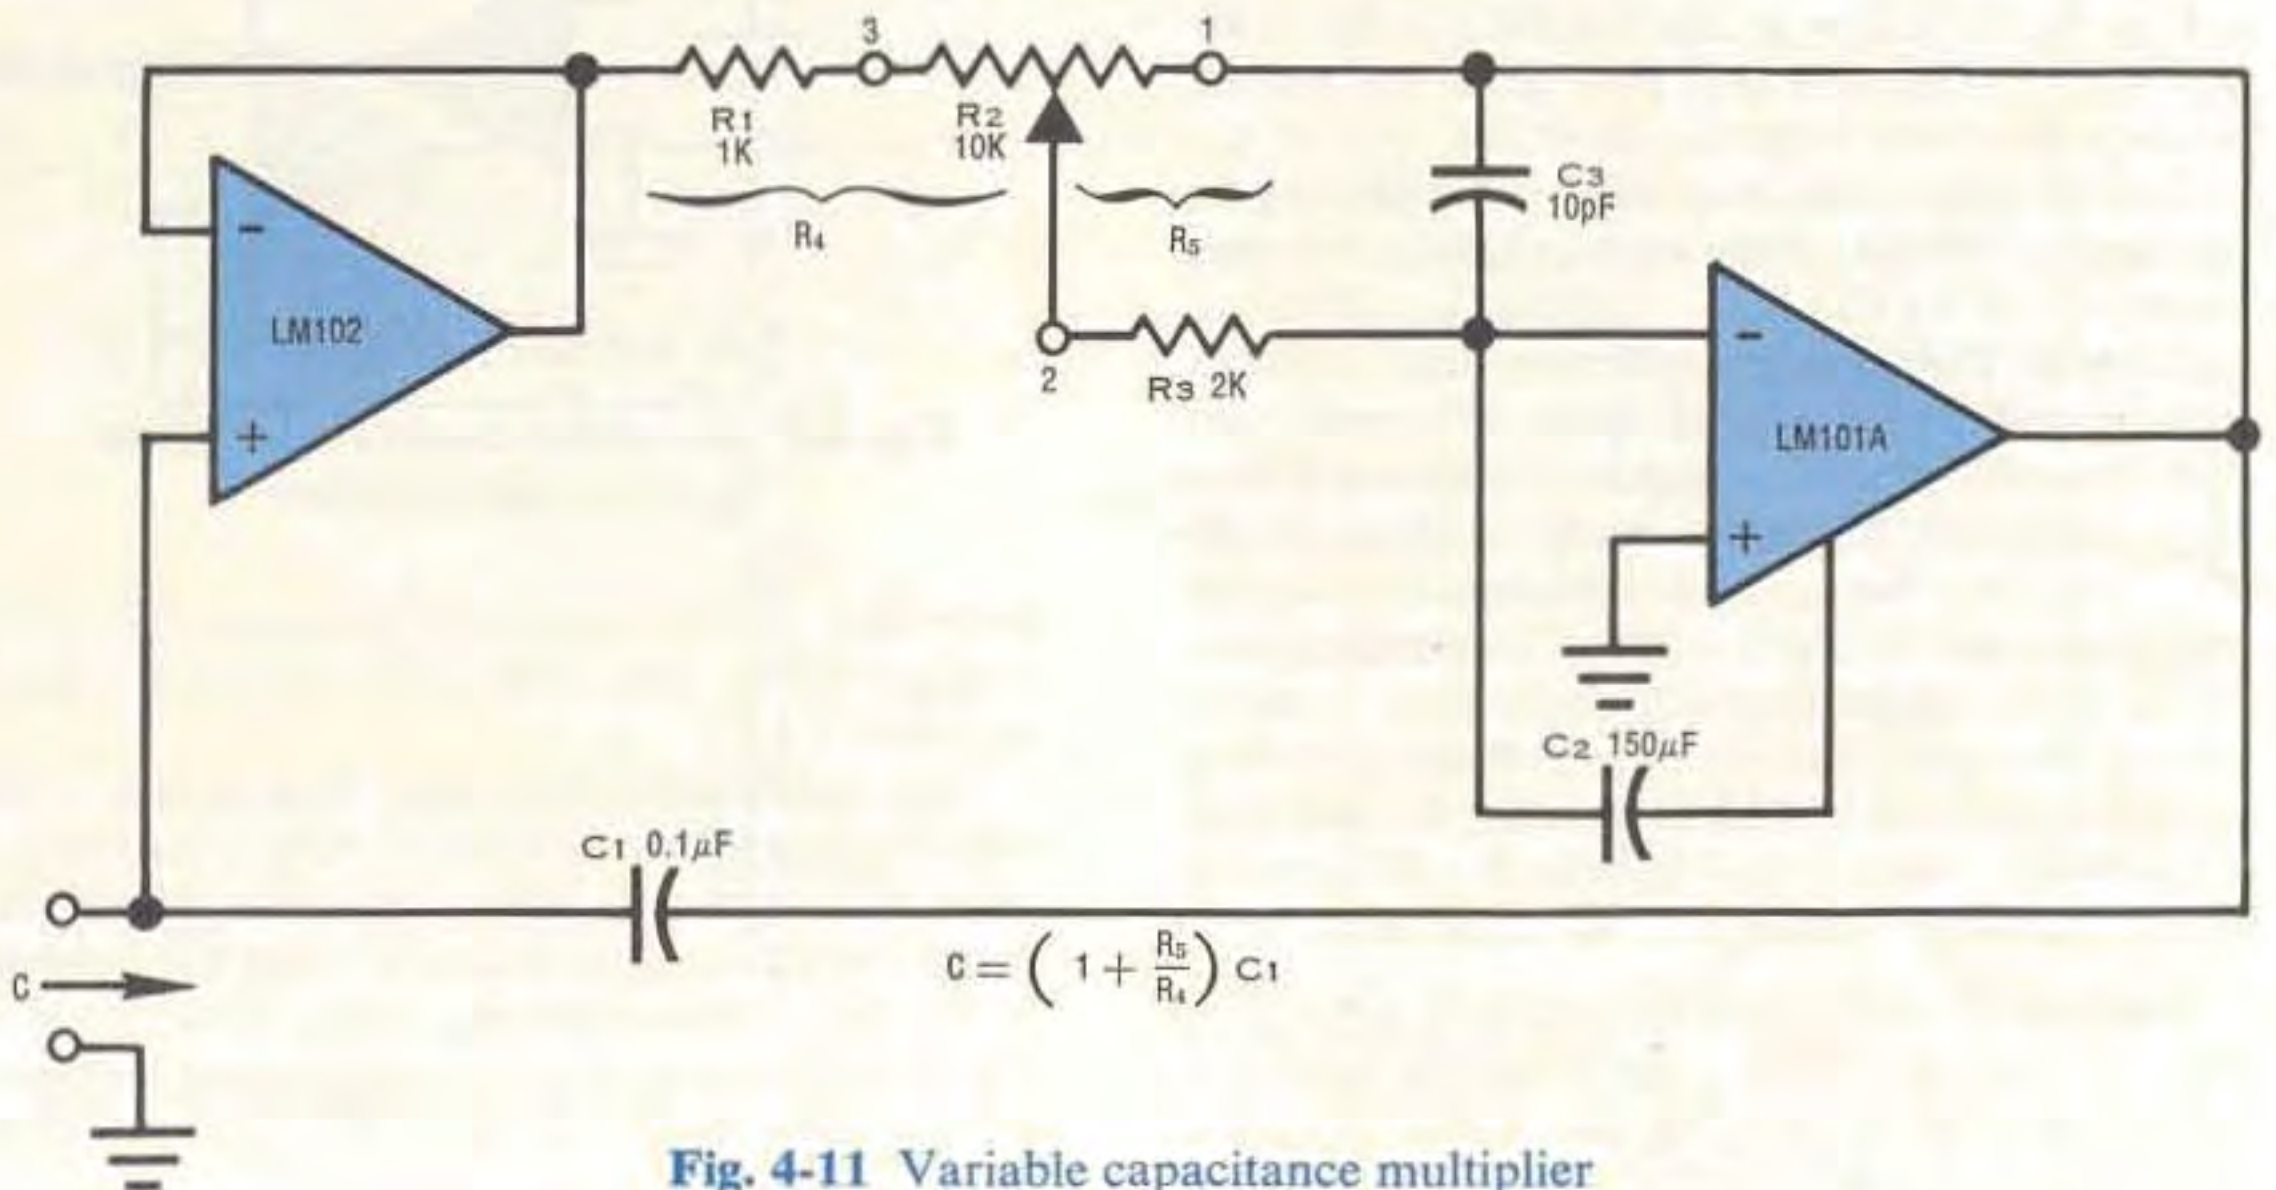 3
1
R1
1K
R2
10K
R4
R5
C3
10pF
-
LM102
+
2
R3 2K
-
LM101A
+
C2 150μF
C1 0.1μF
C = ( 1 + R5/R4 ) C1
C
Fig. 4-11 Variable capacitance multiplier